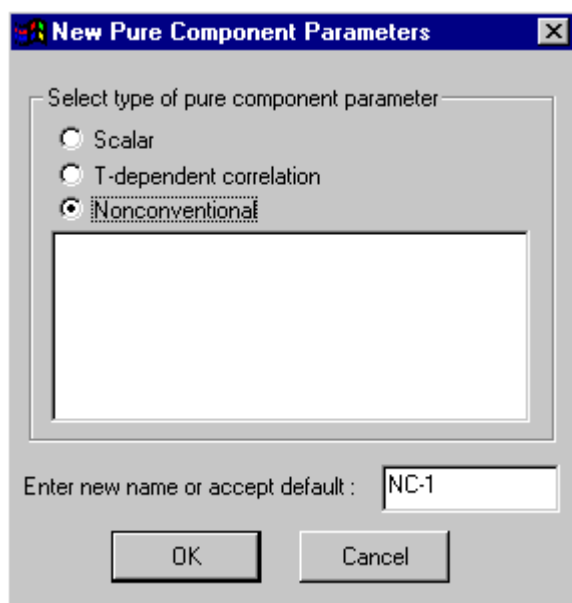 New Pure Component Parameters
Select type of pure component parameter
Scalar
T-dependent correlation
Nonconventional
Enter new name or accept default : NC-1
OK Cancel